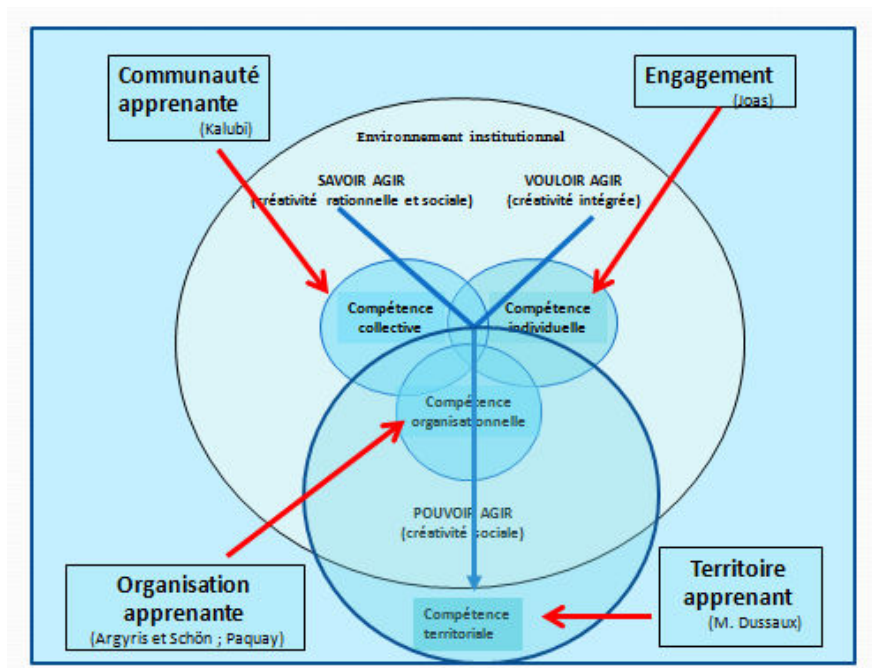 Communauté
apprenante
(Kalubi)
Engagement
(Joas)
Environnement institutionnel
SAVOIR AGIR
(créativité rationnelle et sociale)
VOULOIR AGIR
(créativité intégrée)
Compétence
collective
Compétence
individuelle
Compétence
organisationnelle
POUVOIR AGIR
(créativité sociale)
Organisation
apprenante
(Argyris et Schön ; Paquay)
Compétence
territoriale
Territoire
apprenant
(M. Dussaux)